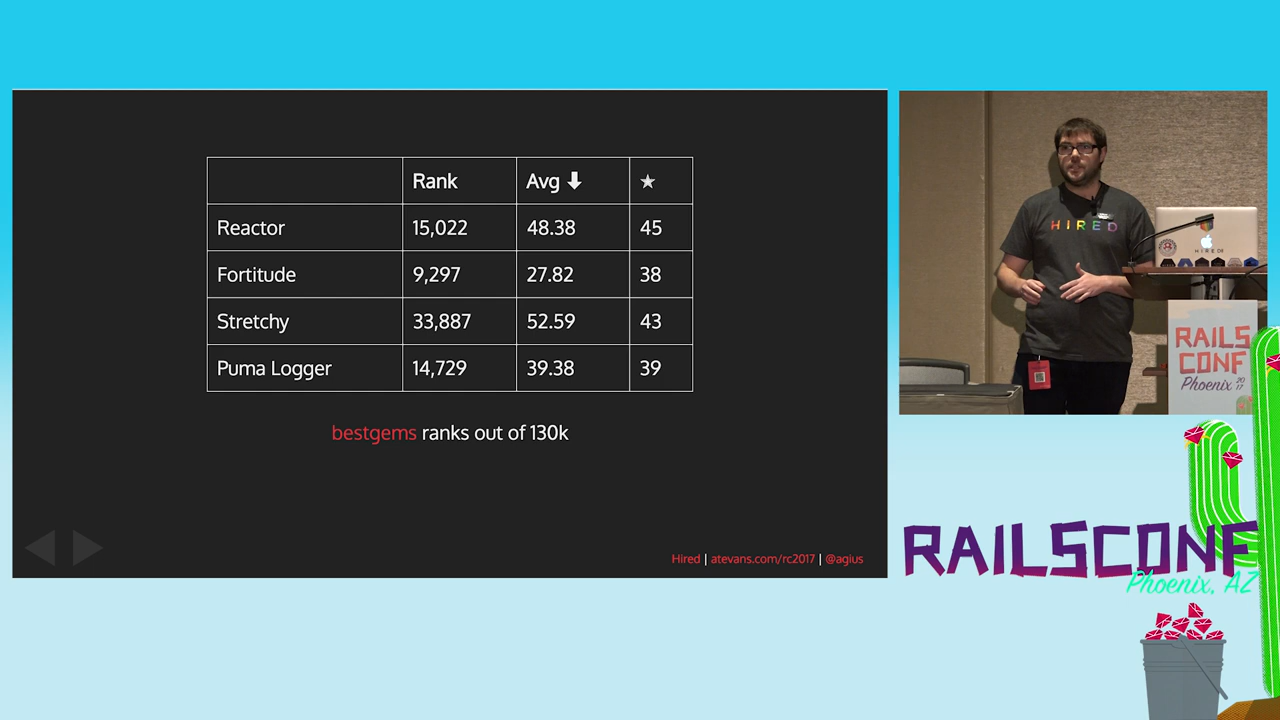 Rank Avg ⬇ ★
Reactor 15,022 48.38 45
Fortitude 9,297 27.82 38
Stretchy 33,887 52.59 43
Puma Logger 14,729 39.38 39
bestgems ranks out of 130k
Hired | atevans.com/rc2017 | @agius
HIRED
HIRED
RAILS
CONF
Phoenix 2017
RAILSCONF
Phoenix, AZ